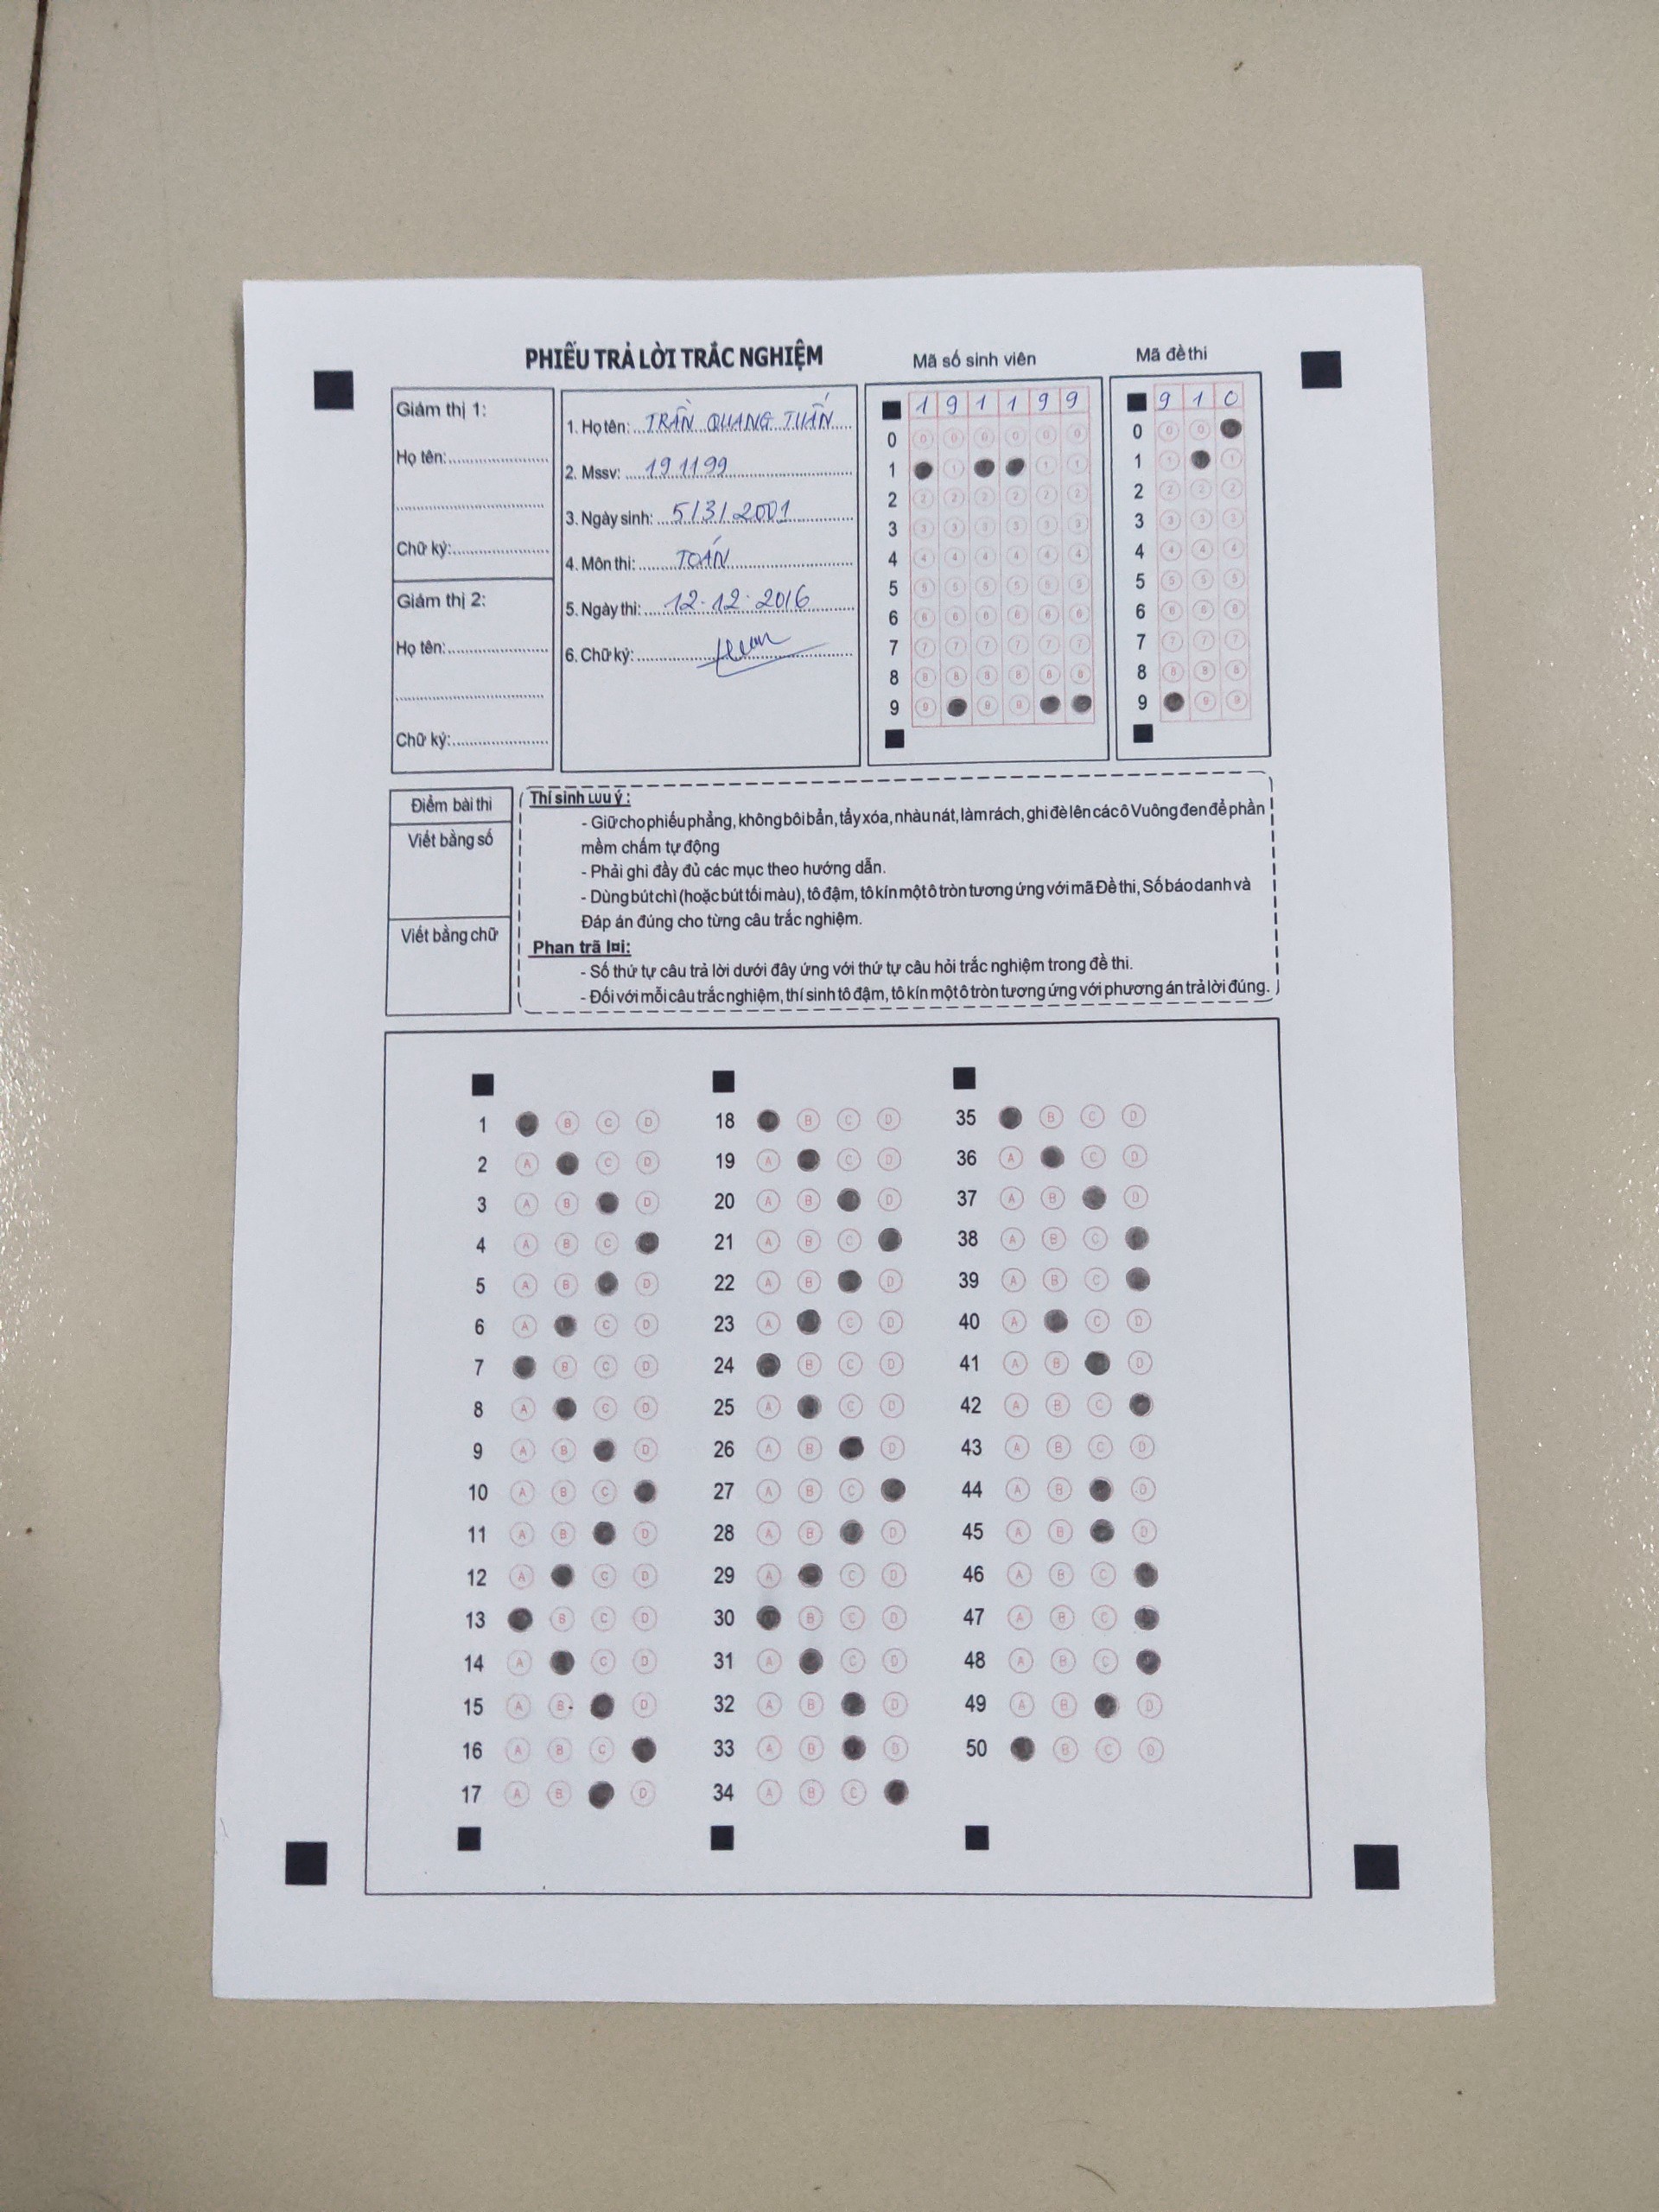 PHIẾU TRẢ LỜI TRẮC NGHIỆM
Mã số sinh viên
Mã đề thi
Giám thị 1:
Họ tên:
Chữ ký:
Giám thị 2:
Họ tên:
Chữ ký:
1. Họ tên: TRẦN QUANG TUẤN
2. Mssv: 191199
3. Ngày sinh: 5/3/2001
4. Môn thi: TOÁN
5. Ngày thi: 12.12.2016
6. Chữ ký:
1 9 1 1 9 9
0 0 0 0 0 0 0
1 1 1 1
2 2 2 2 2 2 2
3 3 3 3 3 3 3
4 4 4 4 4 4 4
5 5 5 5 5 5 5
6 6 6 6 6 6 6
7 7 7 7 7 7 7
8 8 8 8 8 8 8
9 9 9 9
9 1 0
0 0 0
1 1 1
2 2 2 2
3 3 3 3
4 4 4 4
5 5 5 5
6 6 6 6
7 7 7 7
8 8 8 8
9 9 9
Điểm bài thi
Viết bằng số
Viết bằng chữ
Thí sinh Lưu ý:
- Giữ cho phiếu phẳng, không bôi bẩn, tẩy xóa, nhàu nát, làm rách, ghi đè lên các ô Vuông đen để phần
mềm chấm tự động
- Phải ghi đầy đủ các mục theo hướng dẫn.
- Dùng bút chì (hoặc bút tối màu), tô đậm, tô kín một ô tròn tương ứng với mã Đề thi, Số báo danh và
Đáp án đúng cho từng câu trắc nghiệm.
Phan trã l¤i:
- Số thứ tự câu trả lời dưới đây ứng với thứ tự câu hỏi trắc nghiệm trong đề thi.
- Đối với mỗi câu trắc nghiệm, thí sinh tô đậm, tô kín một ô tròn tương ứng với phương án trả lời đúng.
1 B C D
2 A C D
3 A B D
4 A B C
5 A B D
6 A C D
7 B C D
8 A C D
9 A B D
10 A B C
11 A B D
12 A C D
13 B C D
14 A C D
15 A B D
16 A B C
17 A B D
18 B C D
19 A C D
20 A B D
21 A B C
22 A B D
23 A C D
24 B C D
25 A C D
26 A B D
27 A B C
28 A B D
29 A C D
30 B C D
31 A C D
32 A B D
33 A B D
34 A B C
35 B C D
36 A C D
37 A B D
38 A B C
39 A B C
40 A C D
41 A B D
42 A B C
43 A B C D
44 A B D
45 A B D
46 A B C
47 A B C
48 A B C
49 A B D
50 B C D